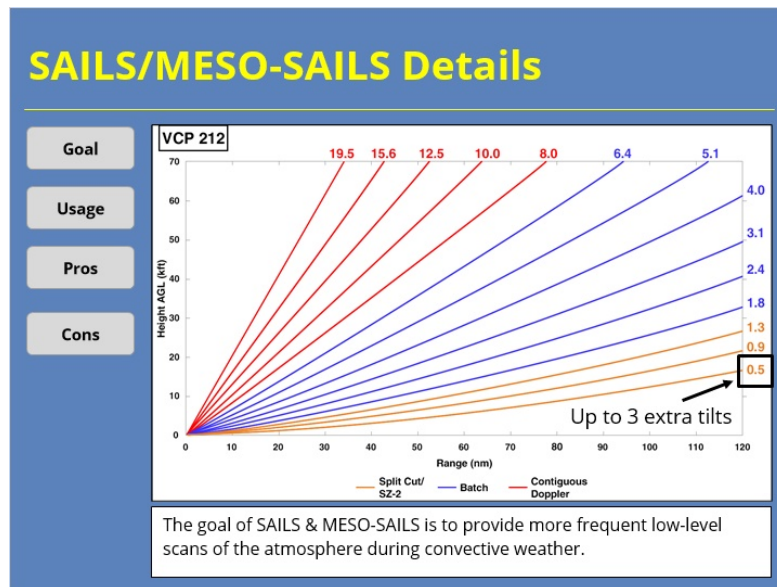 SAILS/MESO-SAILS Details
Goal
Usage
Pros
Cons
VCP 212
19.5 15.6 12.5 10.0 8.0 6.4 5.1
4.0
3.1
2.4
1.8
1.3
0.9
0.5
Height AGL (kft)
70
60
50
40
30
20
10
0
Up to 3 extra tilts
0 10 20 30 40 50 60 70 80 90 100 110 120
Range (nm)
Split Cut/
SZ-2
Batch
Contiguous
Doppler
The goal of SAILS & MESO-SAILS is to provide more frequent low-level
scans of the atmosphere during convective weather.